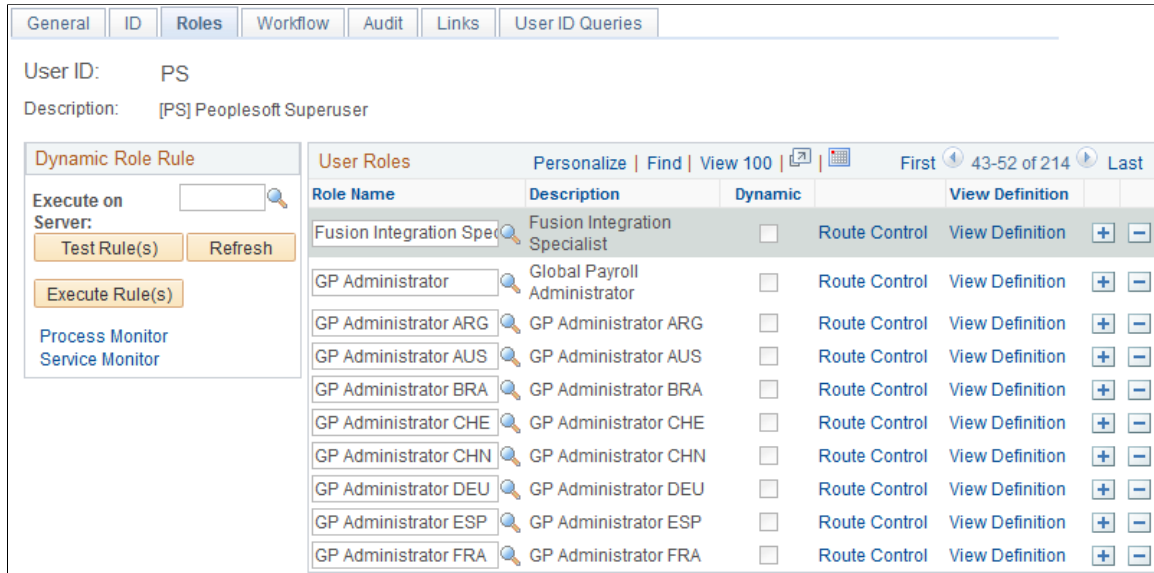 General ID Roles Workflow Audit Links User ID Queries
User ID: PS
Description: [PS] Peoplesoft Superuser
Dynamic Role Rule
Execute on
Server:
Test Rule(s) Refresh
Execute Rule(s)
Process Monitor
Service Monitor
User Roles Personalize | Find | View 100 | | First 43-52 of 214 Last
Role Name Description Dynamic View Definition
Fusion Integration Spec Fusion Integration Specialist Route Control View Definition + -
GP Administrator Global Payroll Administrator Route Control View Definition + -
GP Administrator ARG GP Administrator ARG Route Control View Definition + -
GP Administrator AUS GP Administrator AUS Route Control View Definition + -
GP Administrator BRA GP Administrator BRA Route Control View Definition + -
GP Administrator CHE GP Administrator CHE Route Control View Definition + -
GP Administrator CHN GP Administrator CHN Route Control View Definition + -
GP Administrator DEU GP Administrator DEU Route Control View Definition + -
GP Administrator ESP GP Administrator ESP Route Control View Definition + -
GP Administrator FRA GP Administrator FRA Route Control View Definition + -